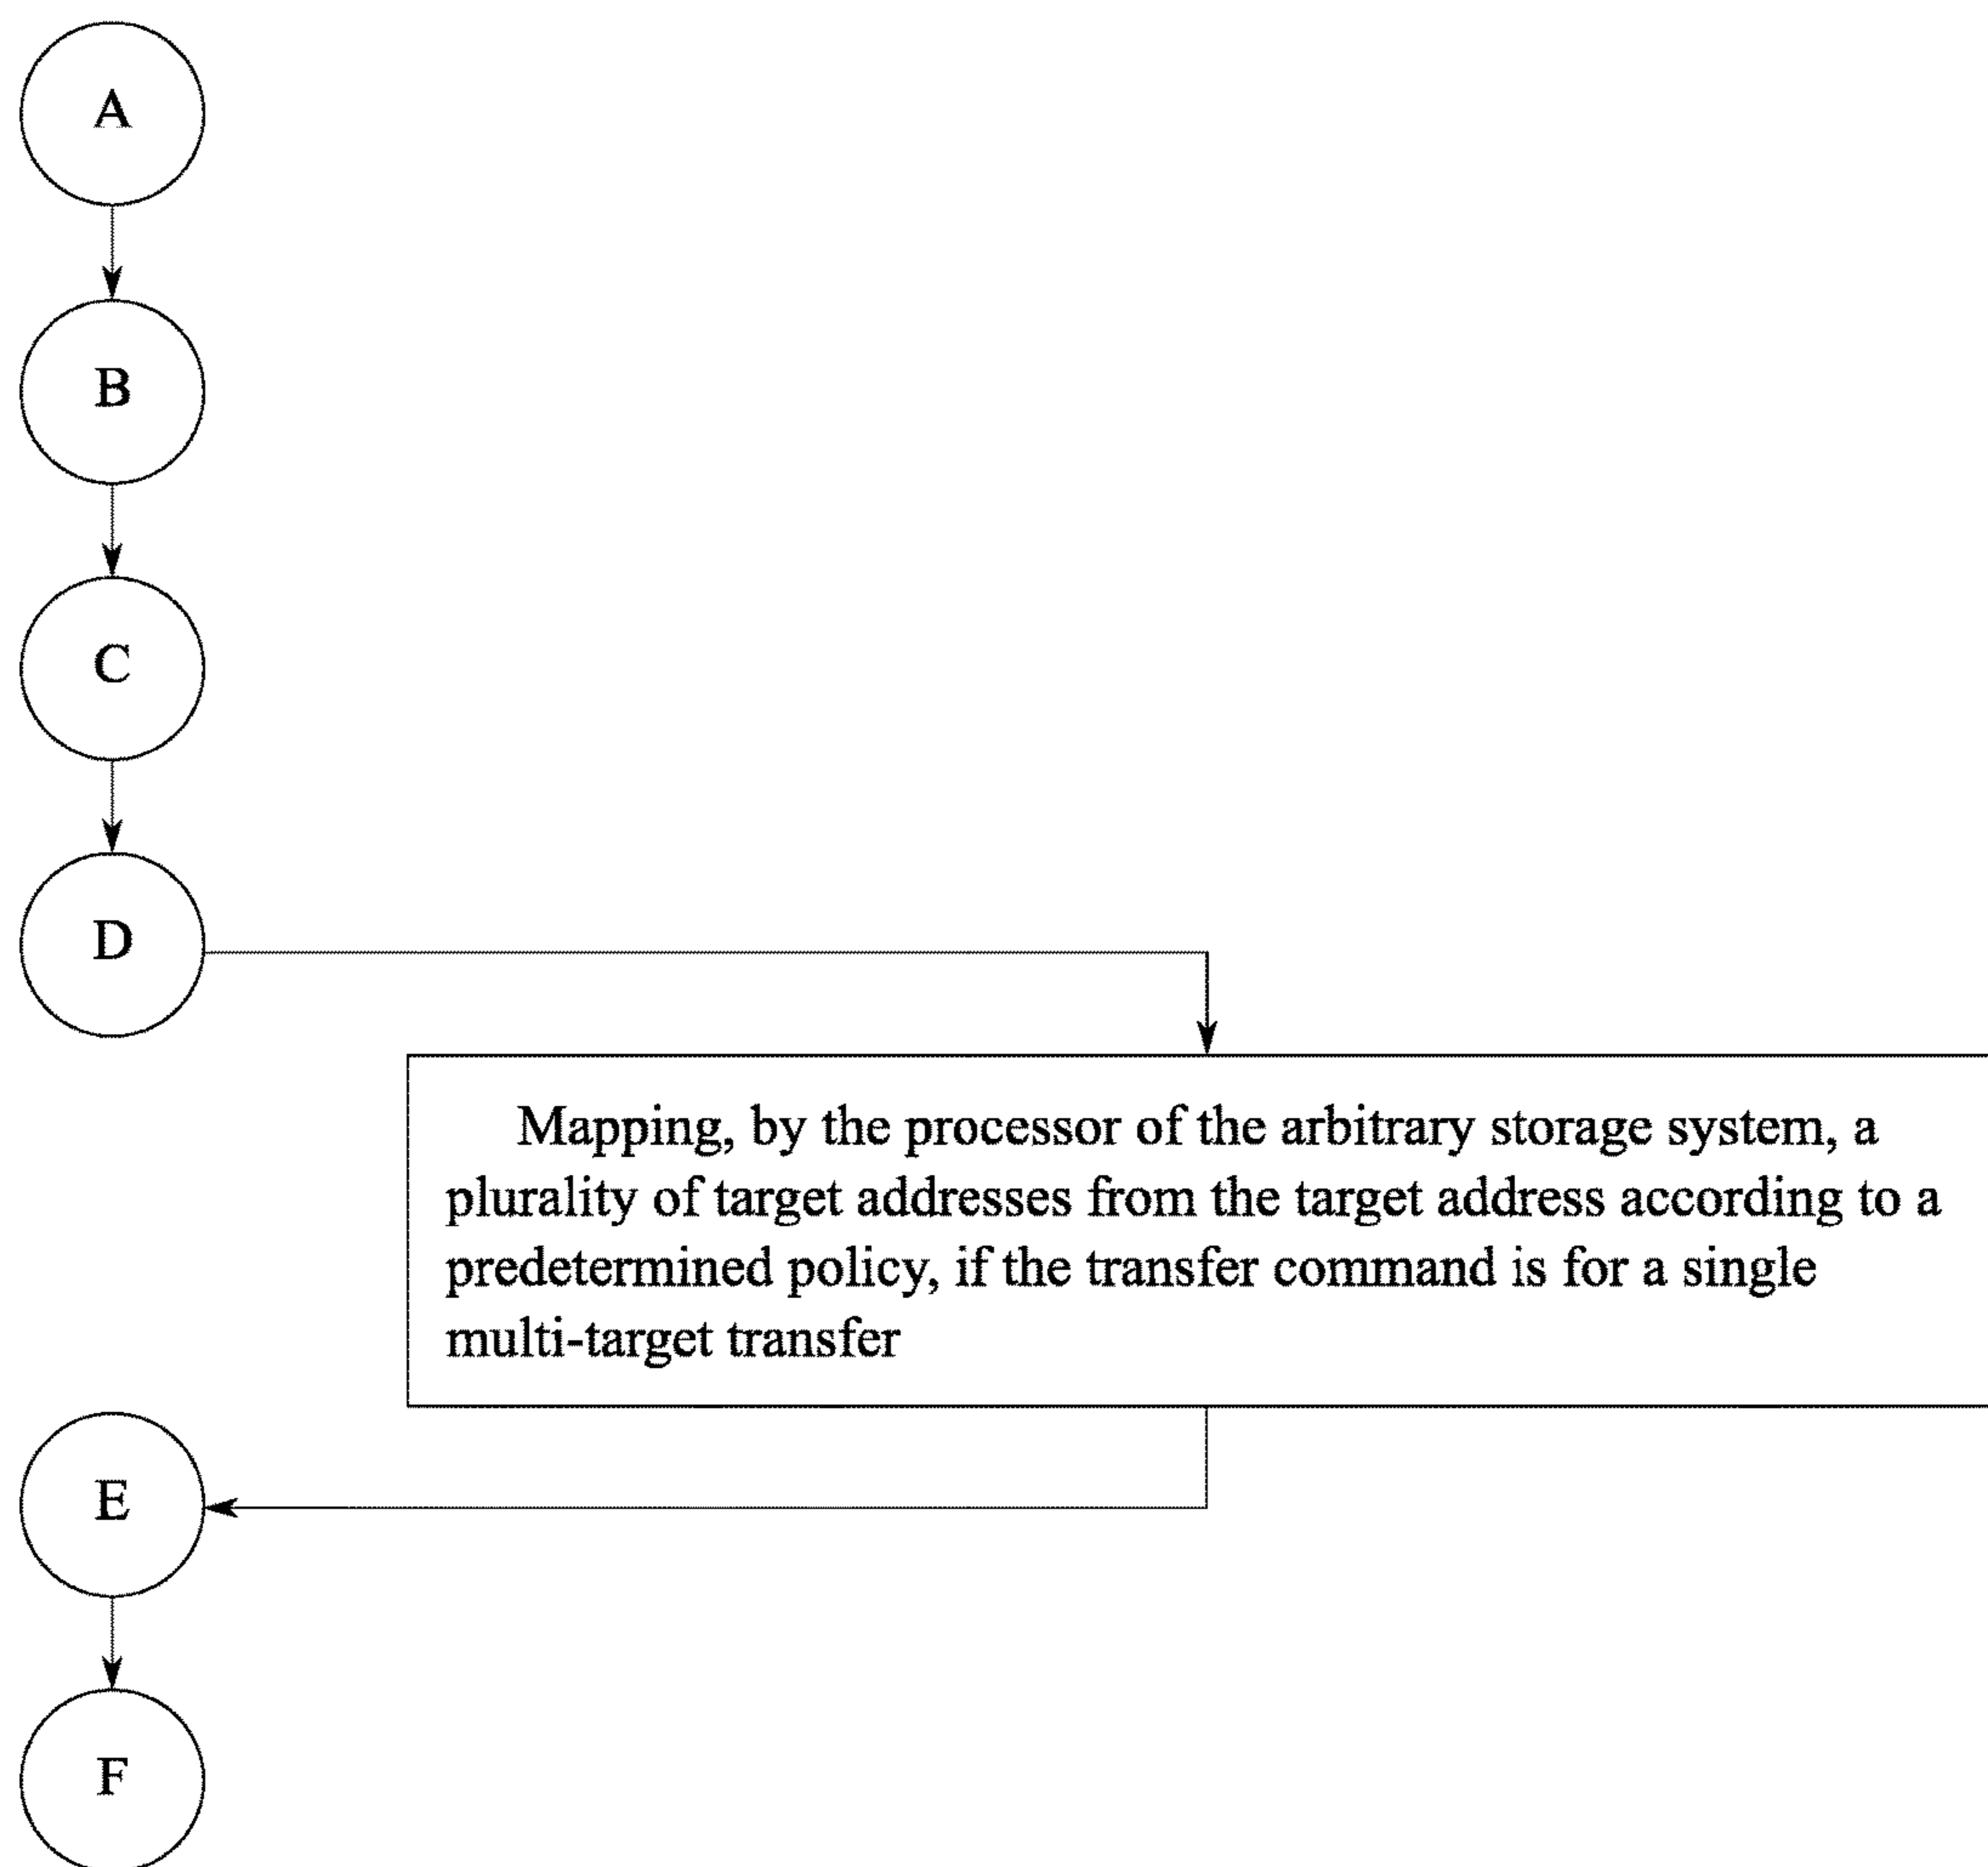 A
B
C
D
Mapping, by the processor of the arbitrary storage system, a
plurality of target addresses from the target address according to a
predetermined policy, if the transfer command is for a single
multi-target transfer
E
F